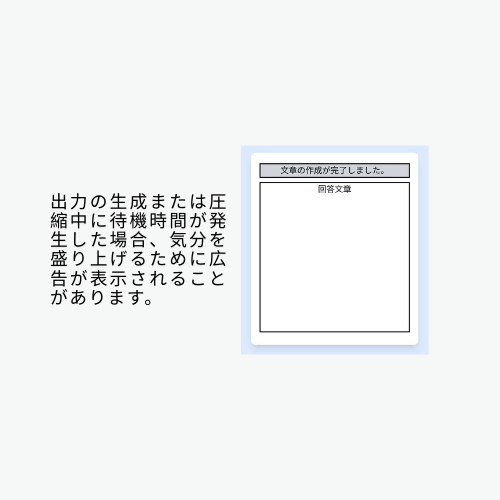 出力の生成または圧
縮中に待機時間が発
生した場合、気分を
盛り上げるために広
告が表示されること
があります。
文章の作成が完了しました。
回答文章